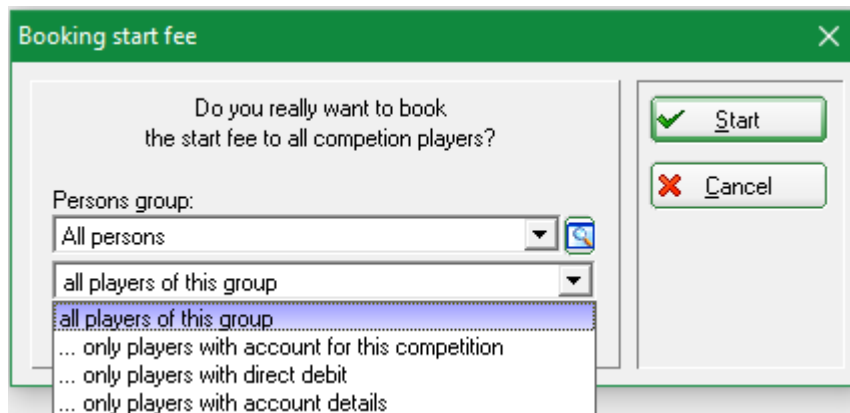 Booking start fee
Do you really want to book
the start fee to all competion players?
Start
Cancel
Persons group:
All persons
all players of this group
all players of this group
... only players with account for this competition
... only players with direct debit
... only players with account details